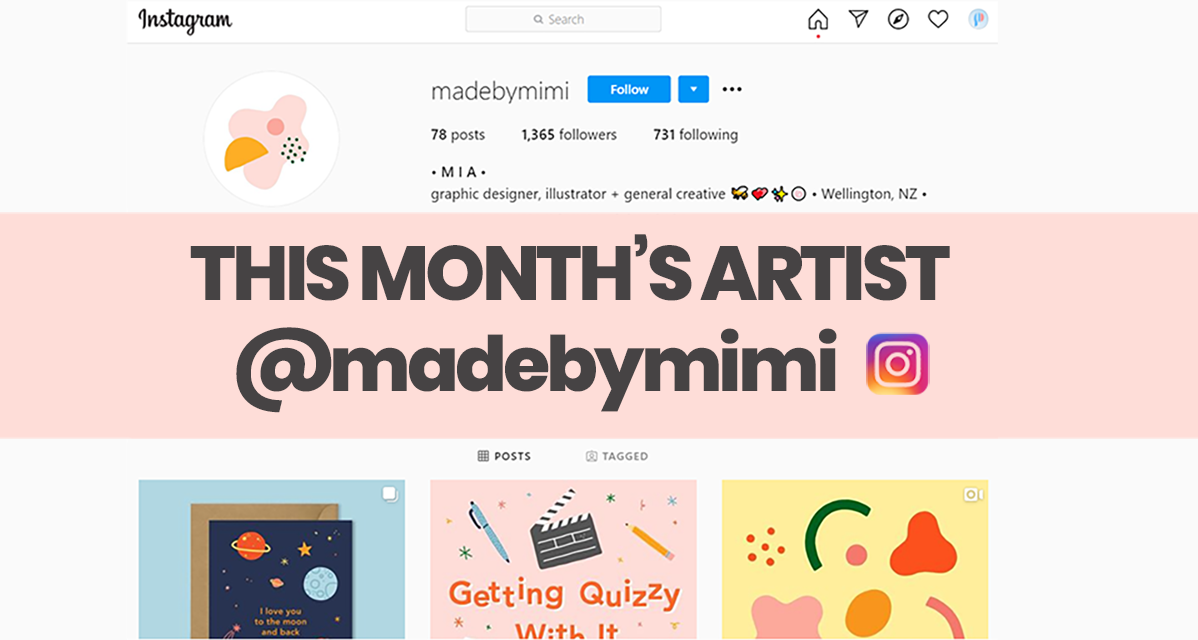 Instagram
Search
madebymimi
Follow
78 posts 1,365 followers 731 following
• M I A •
graphic designer, illustrator + general creative 🐝❤️✨⚪ • Wellington, NZ •
THIS MONTH’S ARTIST
@madebymimi
POSTS TAGGED
I love you
to the moon
and back
Getting Quizzy
With It